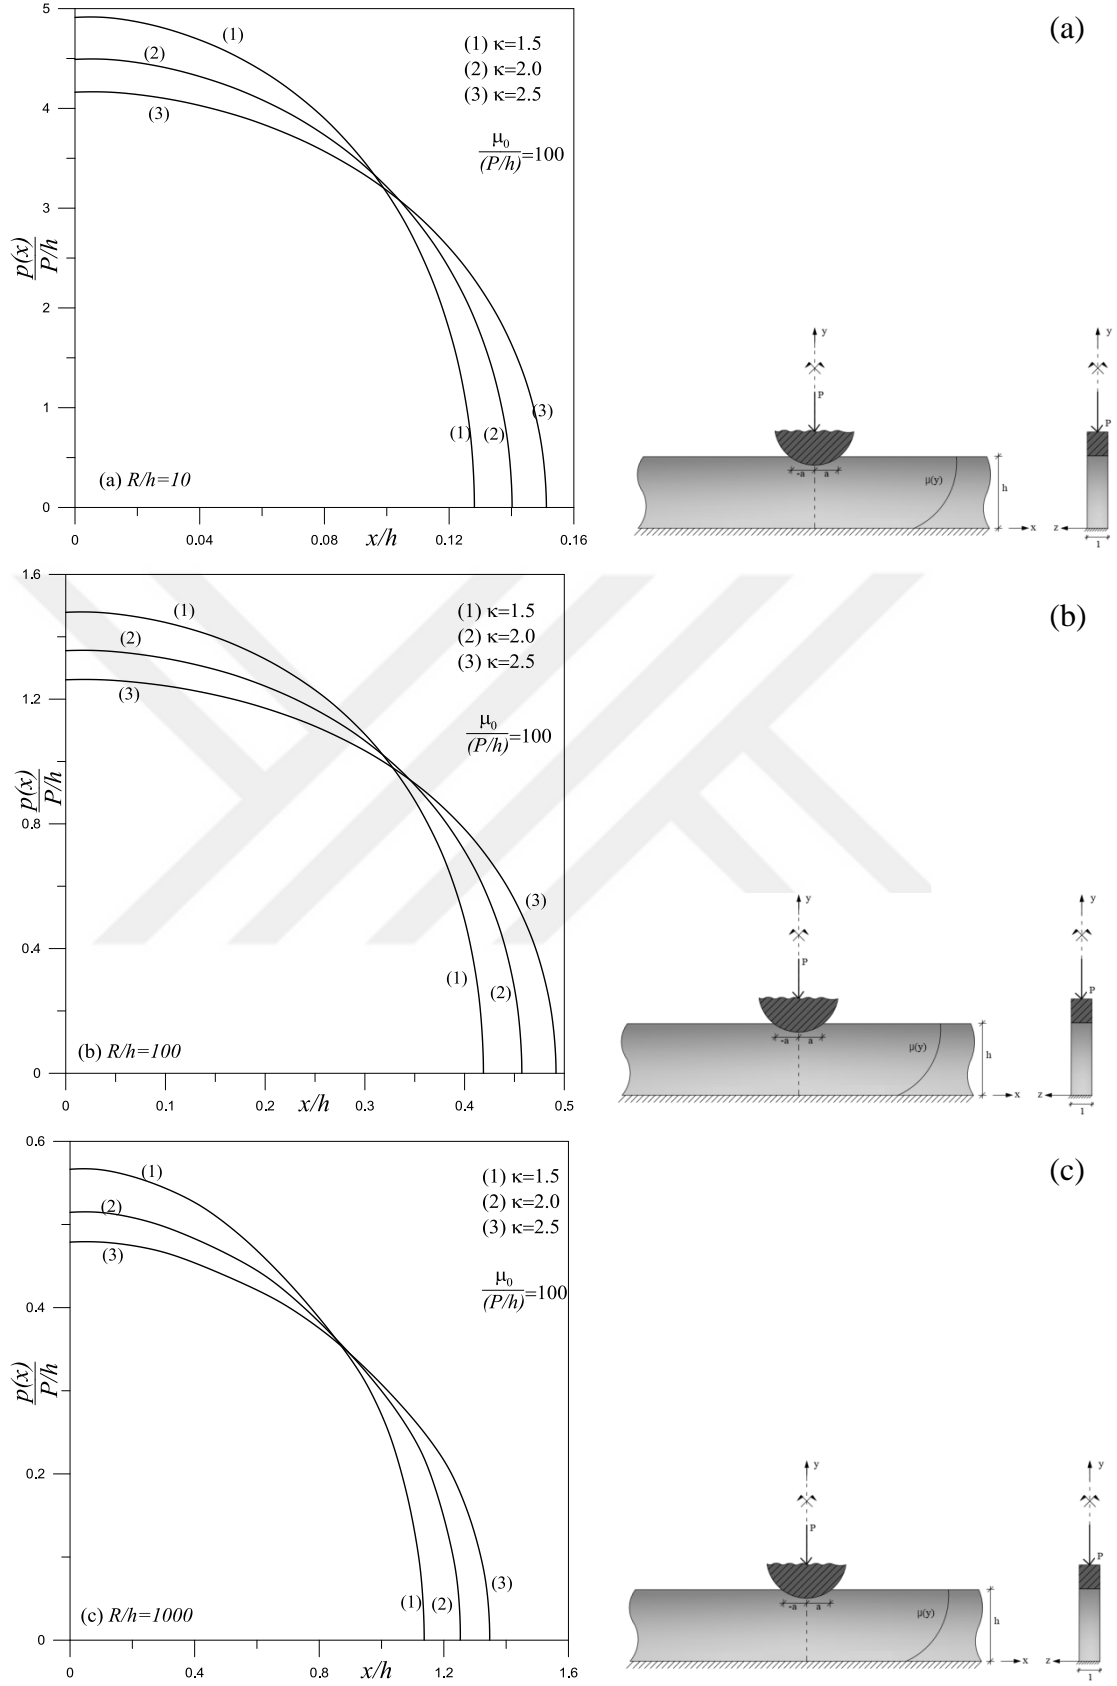 (a)
5
4
3
2
1
0
p(x)
P/h
(1)
(2)
(3)
(1) κ=1.5
(2) κ=2.0
(3) κ=2.5
μ0
(P/h) =100
(1)
(2)
(3)
(a) R/h=10
0
0.04
0.08
0.12
0.16
x/h
y
P
-a
a
μ(y)
h
x
y
P
z
1
(b)
1.6
1.2
0.8
0.4
0
p(x)
P/h
(1)
(2)
(3)
(1) κ=1.5
(2) κ=2.0
(3) κ=2.5
μ0
(P/h) =100
(1)
(2)
(3)
(b) R/h=100
0
0.1
0.2
0.3
0.4
0.5
x/h
y
P
-a
a
μ(y)
h
x
y
P
z
1
(c)
0.6
0.4
0.2
0
p(x)
P/h
(1)
(2)
(3)
(1) κ=1.5
(2) κ=2.0
(3) κ=2.5
μ0
(P/h) =100
(1)
(2)
(3)
(c) R/h=1000
0
0.4
0.8
1.2
1.6
x/h
y
P
-a
a
μ(y)
h
x
y
P
z
1